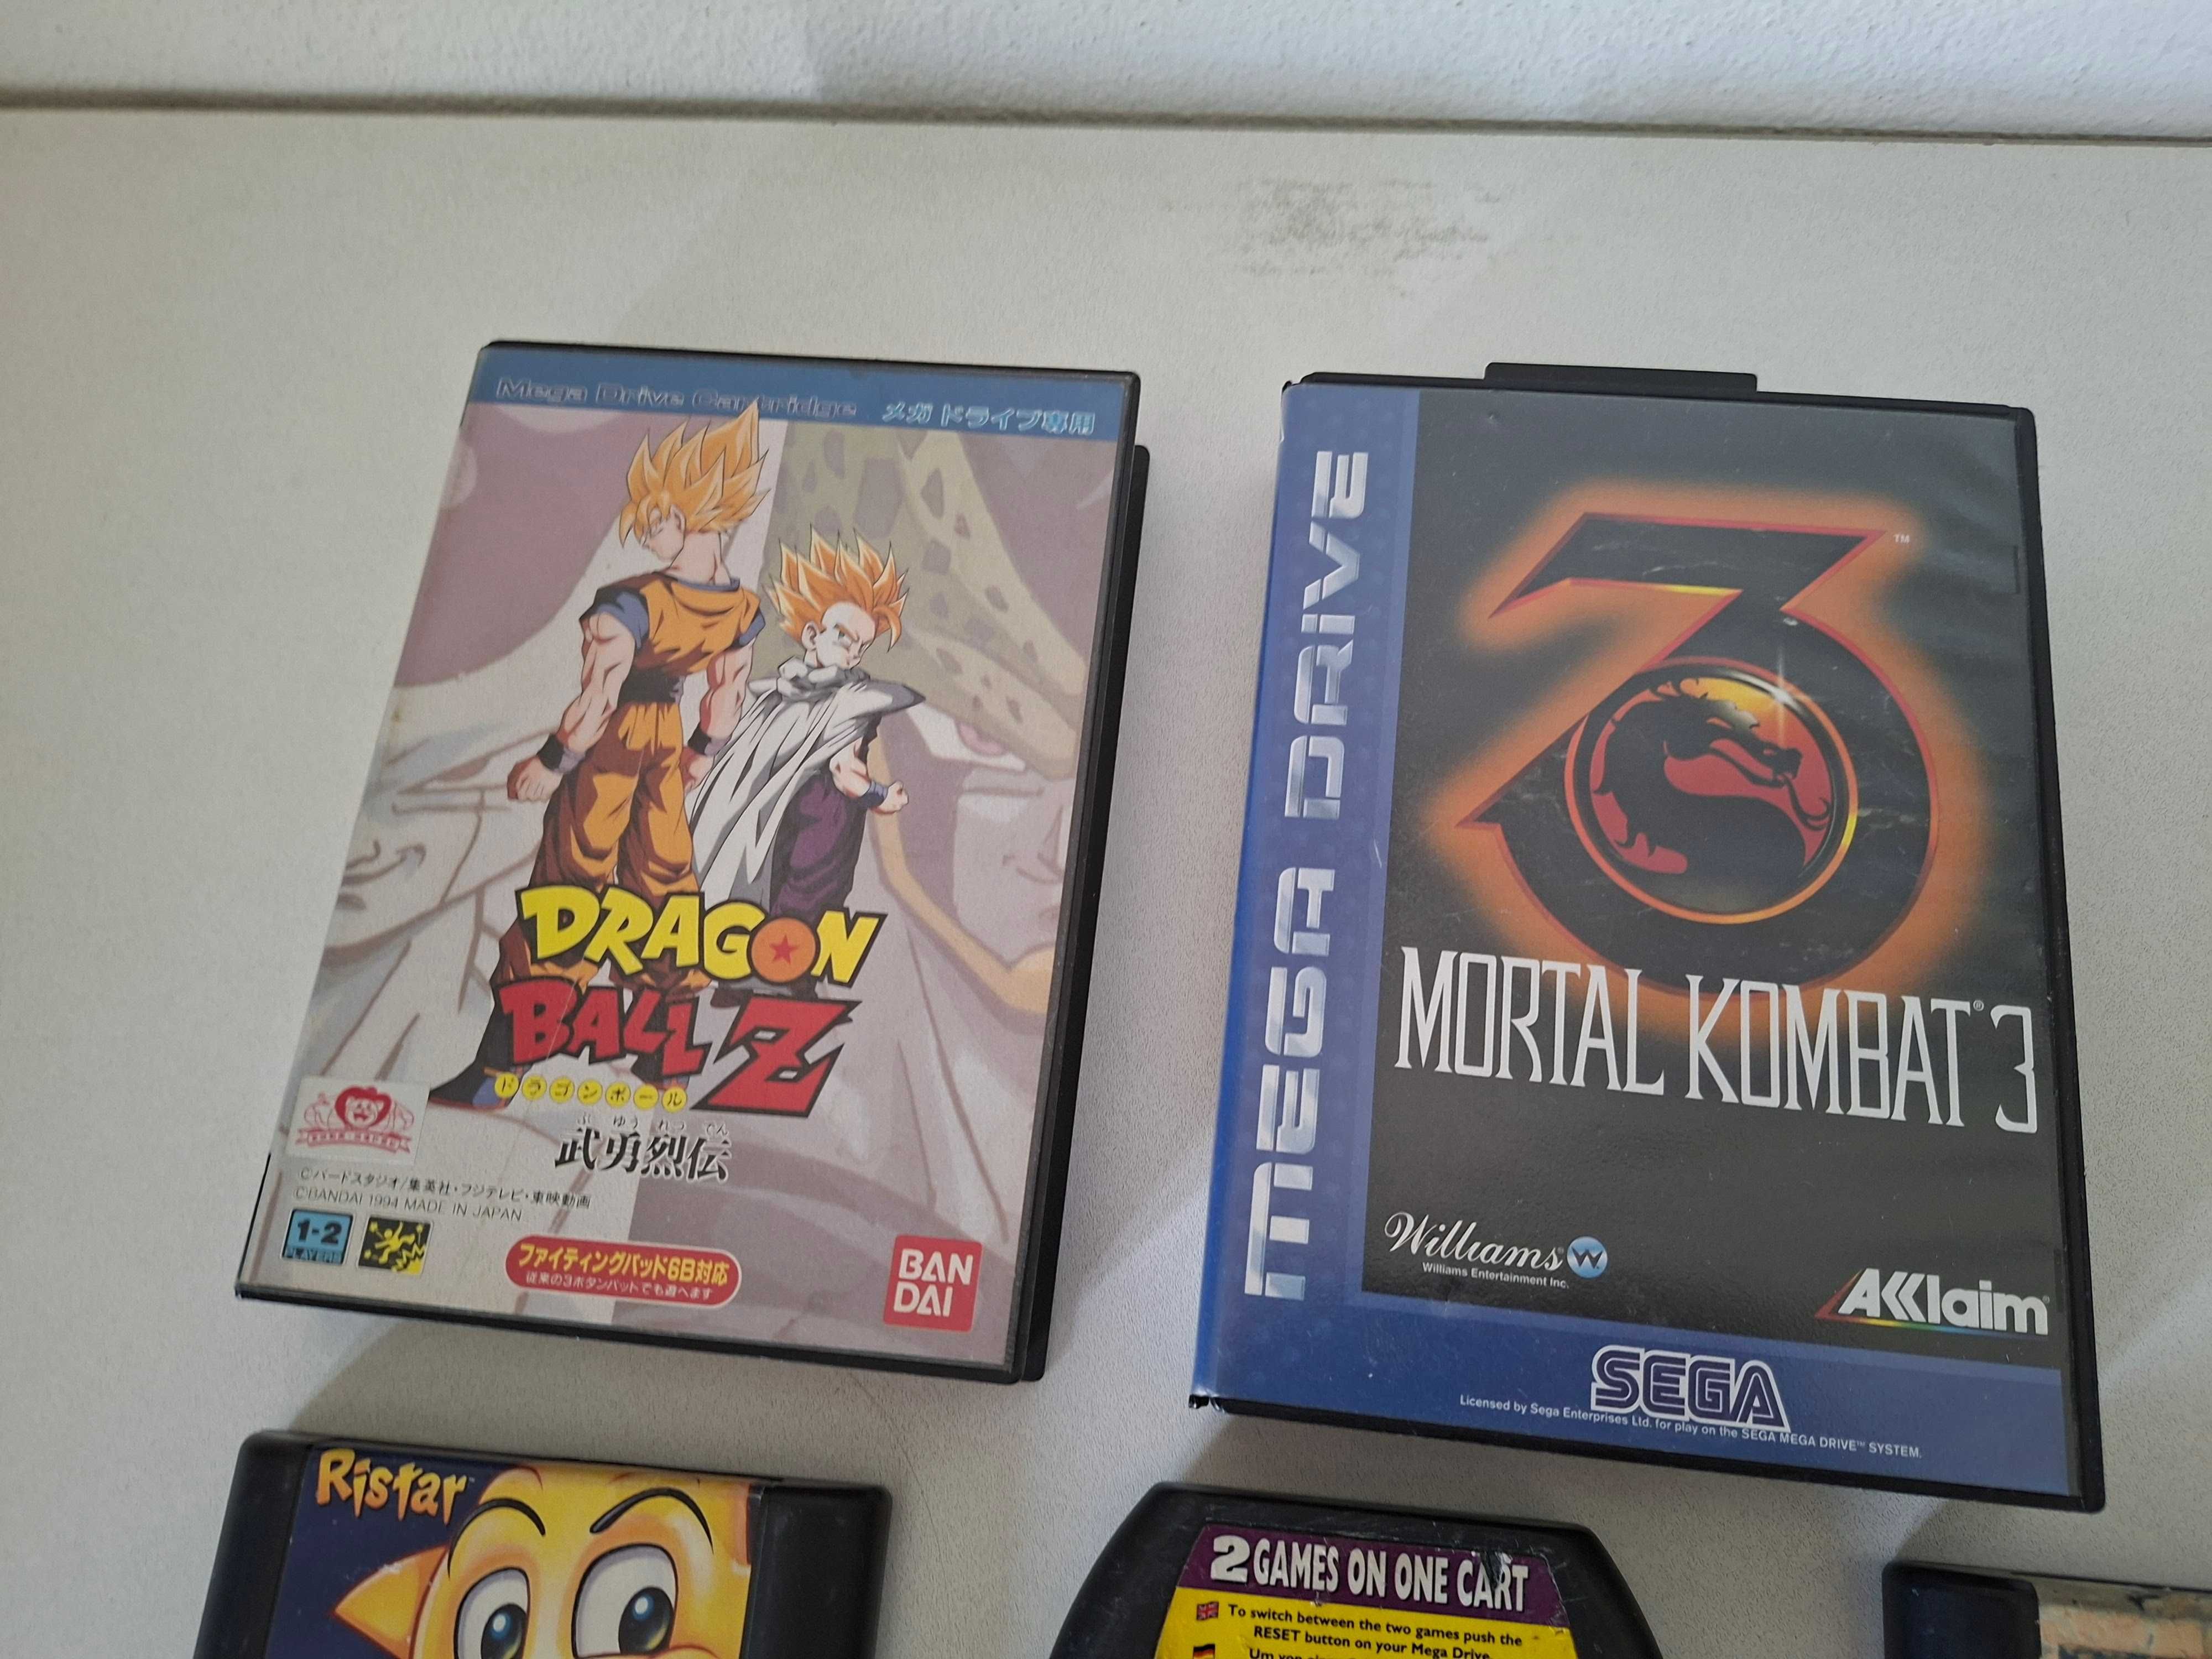 Mega Drive Cartridge メガドライブ専用
DRAGON
BALL Z
ドラゴンボール
ぶゆうれつでん
武勇烈伝
©バードスタジオ/集英社・フジテレビ・東映動画
©BANDAI 1994 MADE IN JAPAN
1-2
PLAYERS
ファイティングパッド6B対応
従来の3ボタンパットでも遊べます
BAN
DAI
MEGA DRIVE
3
TM
MORTAL KOMBAT® 3
Williams® W
Williams Entertainment Inc.
AKKlaim®
SEGA
Licensed by Sega Enterprises Ltd. for play on the SEGA MEGA DRIVE™ SYSTEM.
Ristar™
2 GAMES ON ONE CART
To switch between the two games push the
RESET button on your Mega Drive.